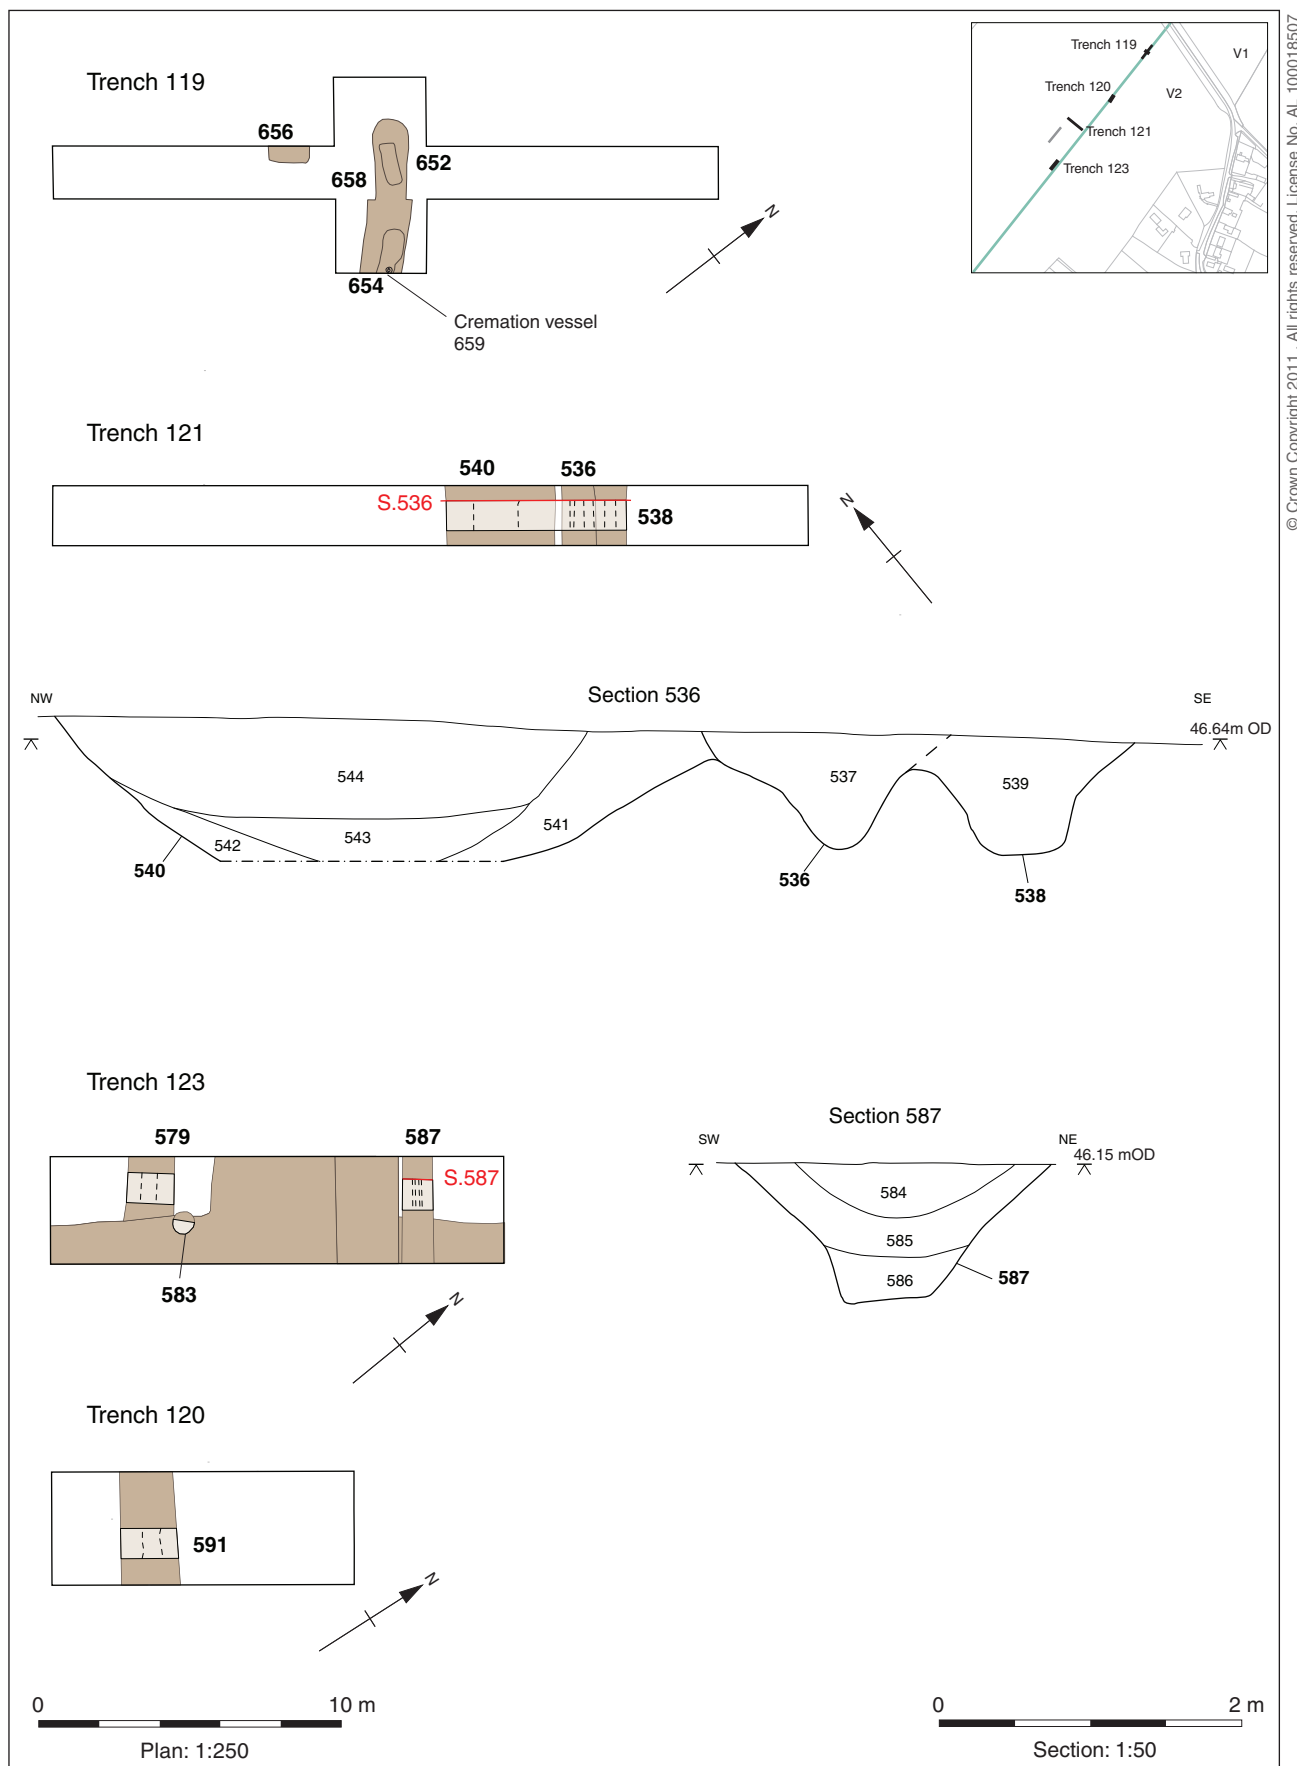 Trench 119
656
652
658
654
Cremation vessel
659
N
Trench 119
V1
Trench 120
V2
Trench 121
Trench 123
© Crown Copyright 2011. All rights reserved. License No. AL 100018507
Trench 121
540
536
S.536
538
N
Section 536
NW
SE
46.64m OD
544
537
539
543
541
542
540
536
538
Trench 123
579
587
S.587
583
N
Section 587
SW
NE
46.15 mOD
584
585
586
587
Trench 120
591
N
0
10 m
Plan: 1:250
0
2 m
Section: 1:50